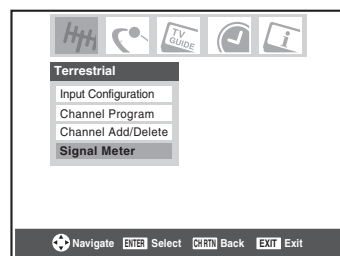 TV GUIDE
i
Terrestrial
Input Configuration
Channel Program
Channel Add/Delete
Signal Meter
Navigate ENTER Select CH RTN Back EXIT Exit